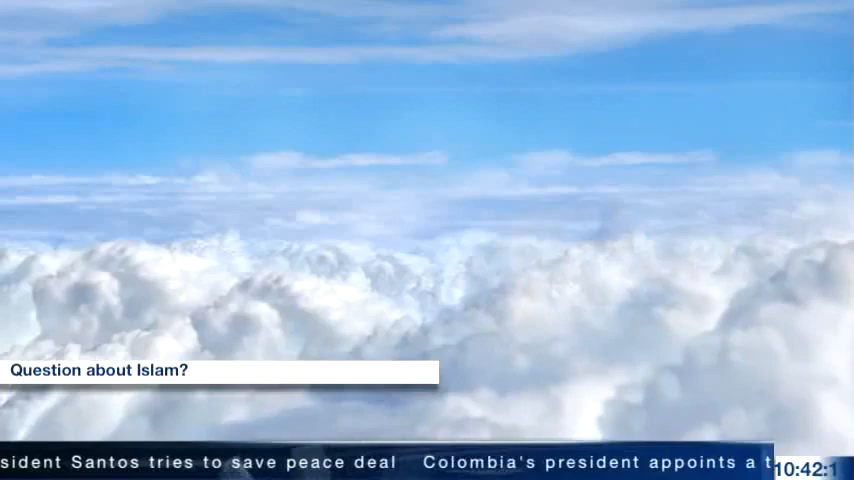 Question about Islam?
sident Santos tries to save peace deal Colombia's president appoints a t
10:42:1